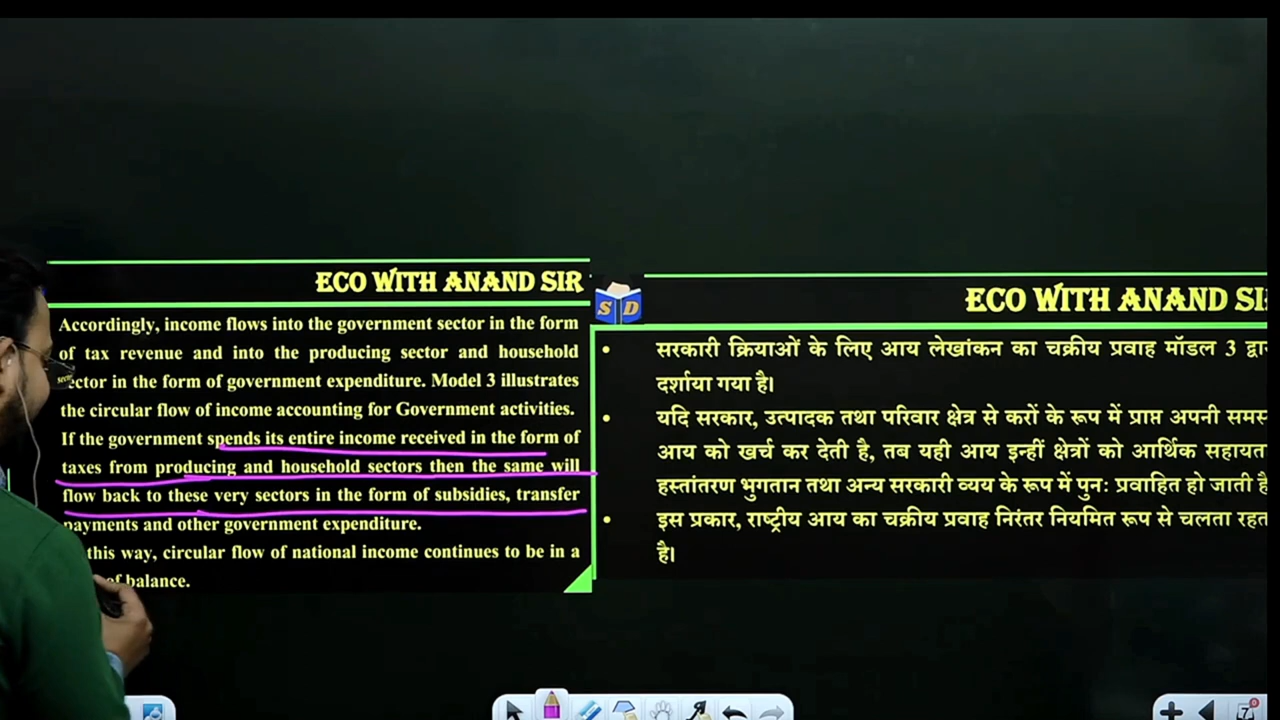 ECO WITH ANAND SIR
Accordingly, income flows into the government sector in the form
of tax revenue and into the producing sector and household
ector in the form of government expenditure. Model 3 illustrates
the circular flow of income accounting for Government activities.
If the government spends its entire income received in the form of
taxes from producing and household sectors then the same will
flow back to these very sectors in the form of subsidies, transfer
payments and other government expenditure.
this way, circular flow of national income continues to be in a
of balance.
S D
ECO WITH ANAND SI
• सरकारी क्रियाओं के लिए आय लेखांकन का चक्रीय प्रवाह मॉडल 3 द्वा
दर्शाया गया है।
• यदि सरकार, उत्पादक तथा परिवार क्षेत्र से करों के रूप में प्राप्त अपनी समस
आय को खर्च कर देती है, तब यही आय इन्हीं क्षेत्रों को आर्थिक सहायत
हस्तांतरण भुगतान तथा अन्य सरकारी व्यय के रूप में पुनः प्रवाहित हो जाती है
• इस प्रकार, राष्ट्रीय आय का चक्रीय प्रवाह निरंतर नियमित रूप से चलता रहत
है।